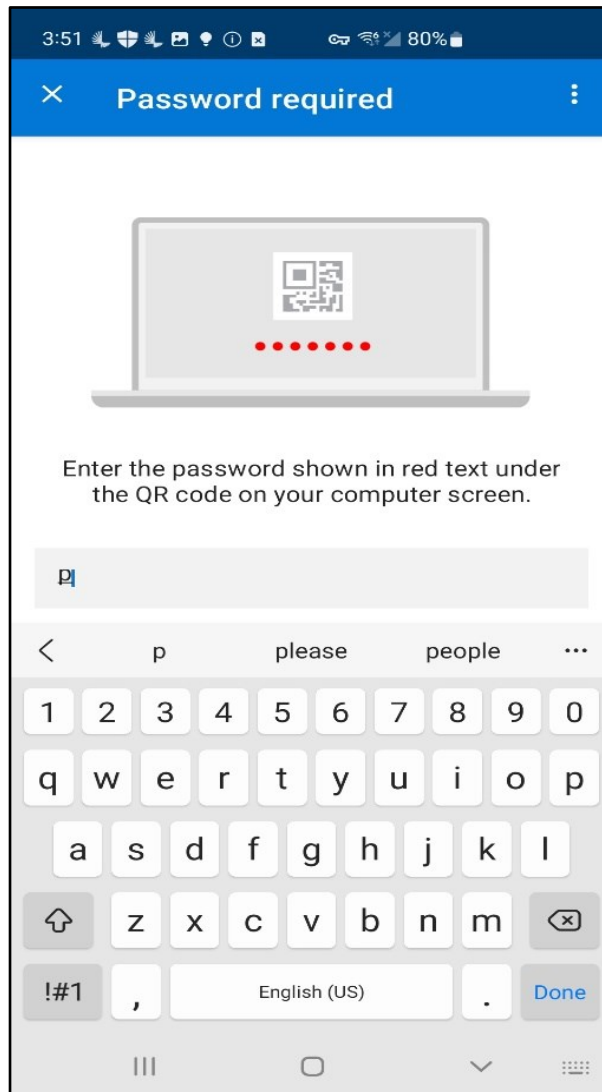 3:51 80%
Password required
Enter the password shown in red text under
the QR code on your computer screen.
p
p please people ...
1 2 3 4 5 6 7 8 9 0
q w e r t y u i o p
a s d f g h j k l
z x c v b n m
!#1 , English (US) . Done